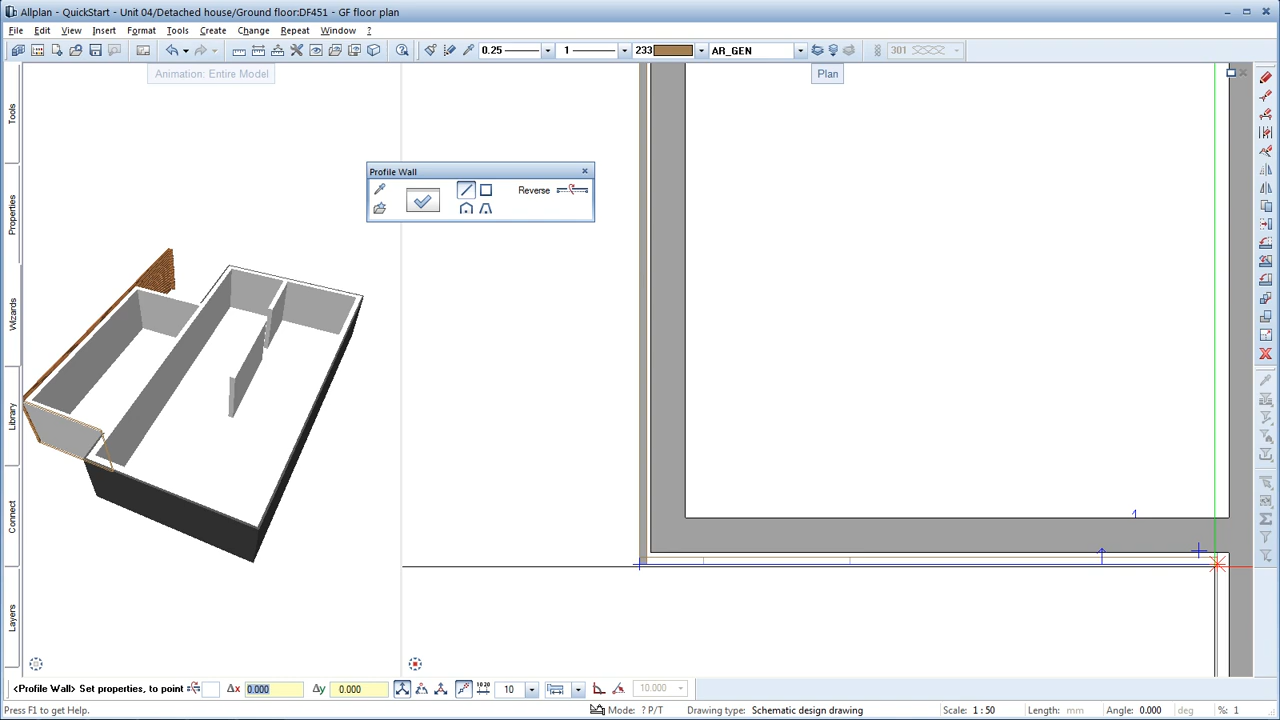 Allplan - QuickStart - Unit 04/Detached house/Ground floor:DF451 - GF floor plan
File Edit View Insert Format Tools Create Change Repeat Window ?
0.25 1 233 AR_GEN 301
Animation: Entire Model
Plan
Tools
Properties
Wizards
Library
Connect
Layers
Profile Wall
Reverse
1
<Profile Wall> Set properties, to point Δx 0.000 Δy 0.000 1020 10 10.000
Press F1 to get Help. Mode: ? P/T Drawing type: Schematic design drawing Scale: 1 : 50 Length: mm Angle: 0.000 deg %: 1